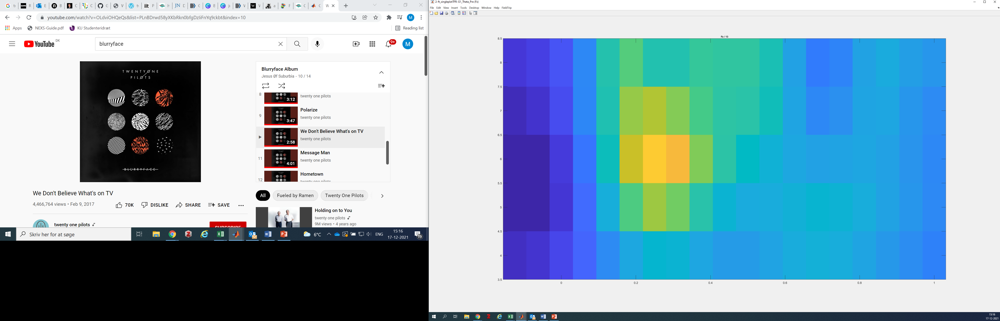 youtube.com/watch?v=OLdviOHQeQs&list=PLnBDrwd58yXKbRkn0bfgDzIiFnYq9ckbt&index=10
Apps NEXS-Guide.pdf KU Studenteridræt Reading list
YouTube DK
blurryface
9+
M
TWENTY ONE
PILOTS
BLURRYFACE
We Don't Believe What's on TV
4,466,764 views • Feb 9, 2017
70K DISLIKE SHARE SAVE
twenty one pilots
SUBSCRIBE
Blurryface Album
Jesus Øf Suburbia - 10 / 14
8 3:12 twenty one pilots
9 3:47 Polarize
twenty one pilots
2:58 We Don't Believe What's on TV
twenty one pilots
11 4:01 Message Man
twenty one pilots
12 Hometown
twenty one pilots
All Fueled by Ramen Twenty One Pilots
Holding on to You
twenty one pilots
9M views • 4 years ago
Skriv her for at søge
6°C ENG 15:16
17-12-2021
19
2: ft_singleplotTFR: G1_Theta_Pre (Fz)
File Edit View Insert Tools Desktop Window Help FieldTrip
Fz / 13
8.5
8
7.5
7
6.5
6
5.5
5
4.5
4
3.5
0 0.2 0.4 0.6 0.8 1
15:16
17-12-2021